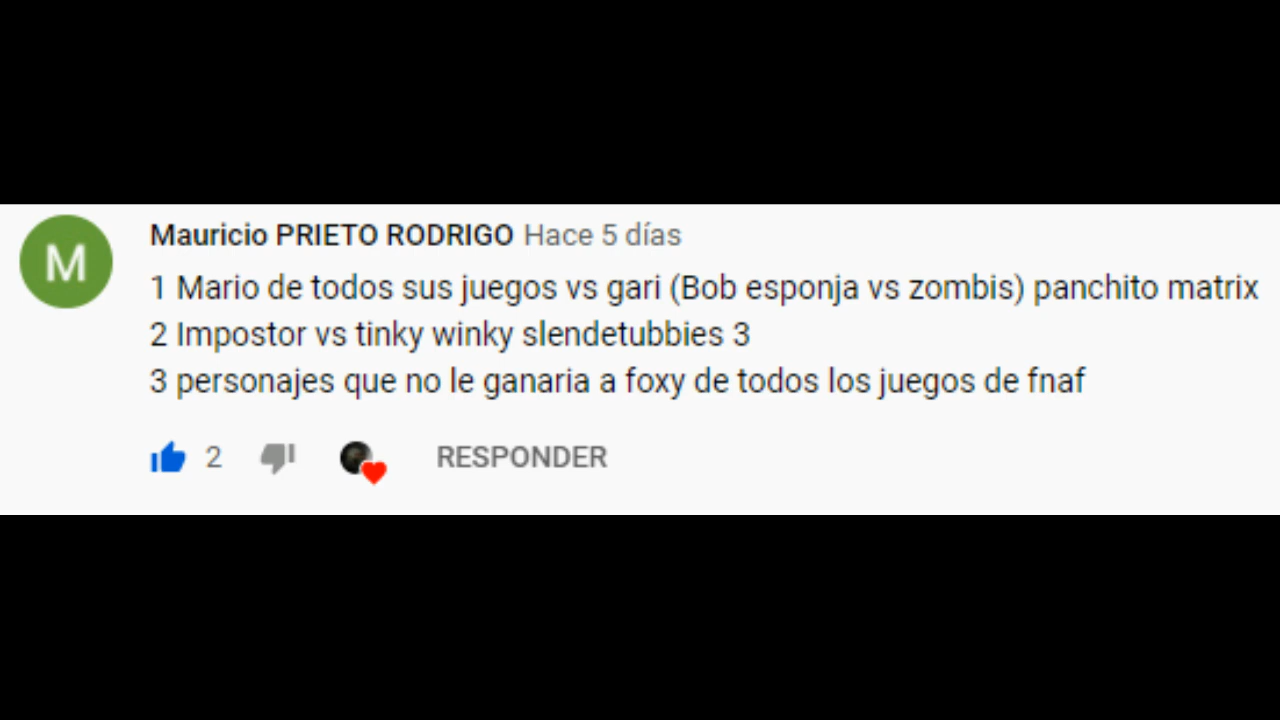 M
Mauricio PRIETO RODRIGO Hace 5 días
1 Mario de todos sus juegos vs gari (Bob esponja vs zombis) panchito matrix
2 Impostor vs tinky winky slendetubbies 3
3 personajes que no le ganaria a foxy de todos los juegos de fnaf
2 RESPONDER